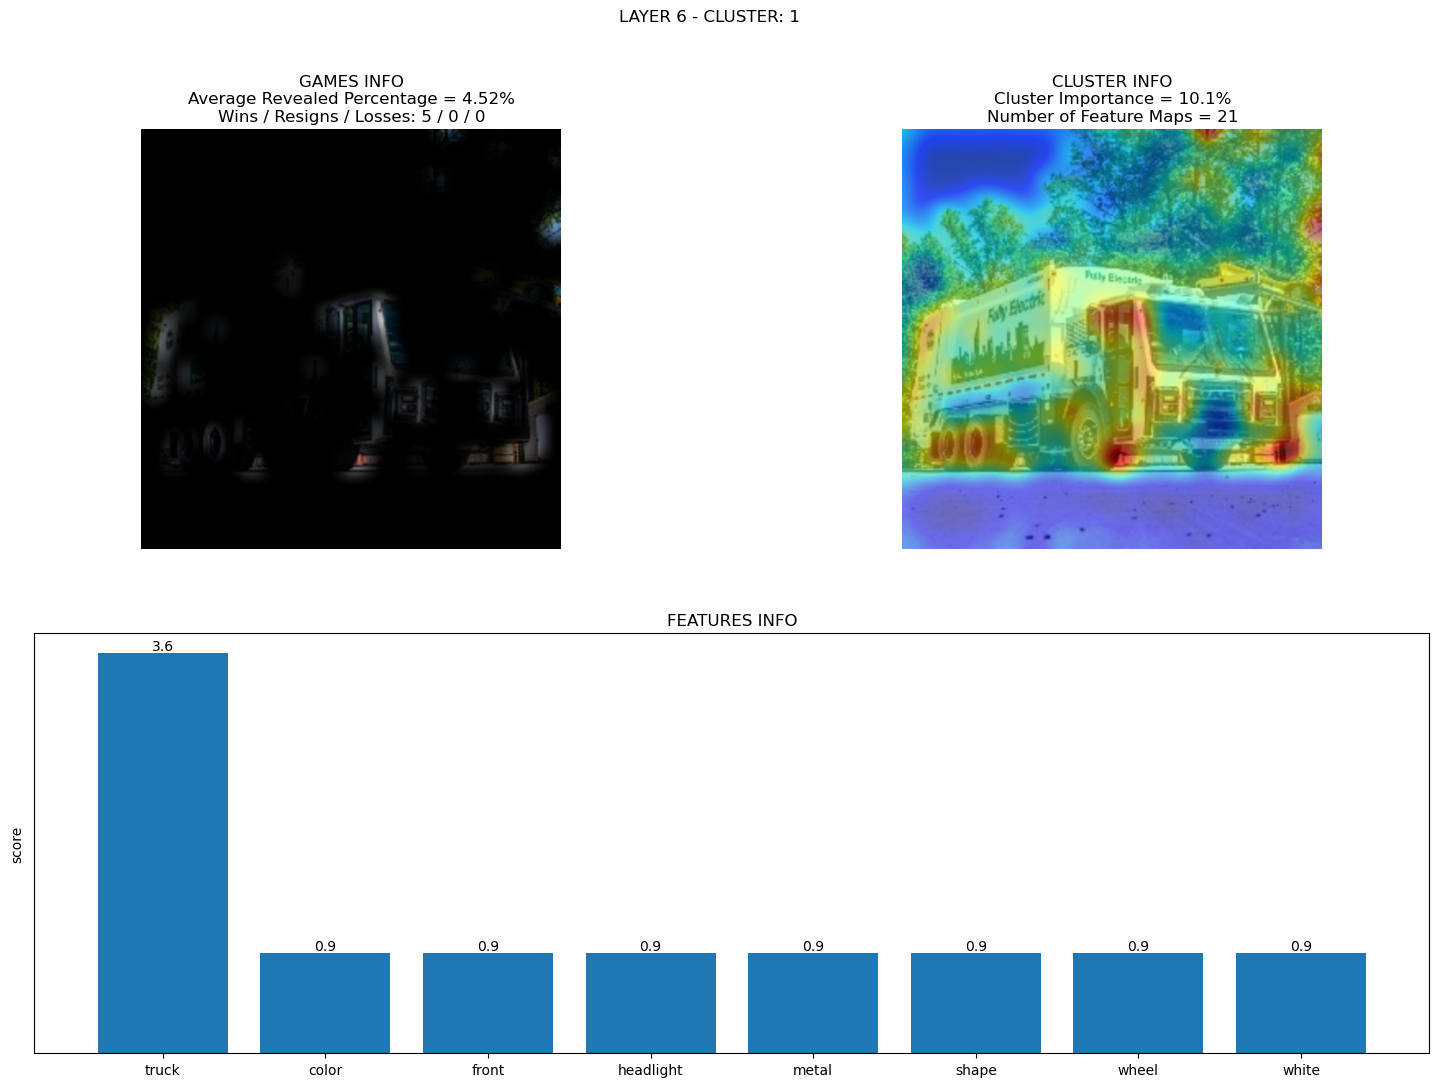 LAYER 6 - CLUSTER: 1
GAMES INFO
Average Revealed Percentage = 4.52%
Wins / Resigns / Losses: 5 / 0 / 0
CLUSTER INFO
Cluster Importance = 10.1%
Number of Feature Maps = 21
Fully Electric
Fully Electric
FEATURES INFO
score
3.6
0.9
0.9
0.9
0.9
0.9
0.9
0.9
truck
color
front
headlight
metal
shape
wheel
white